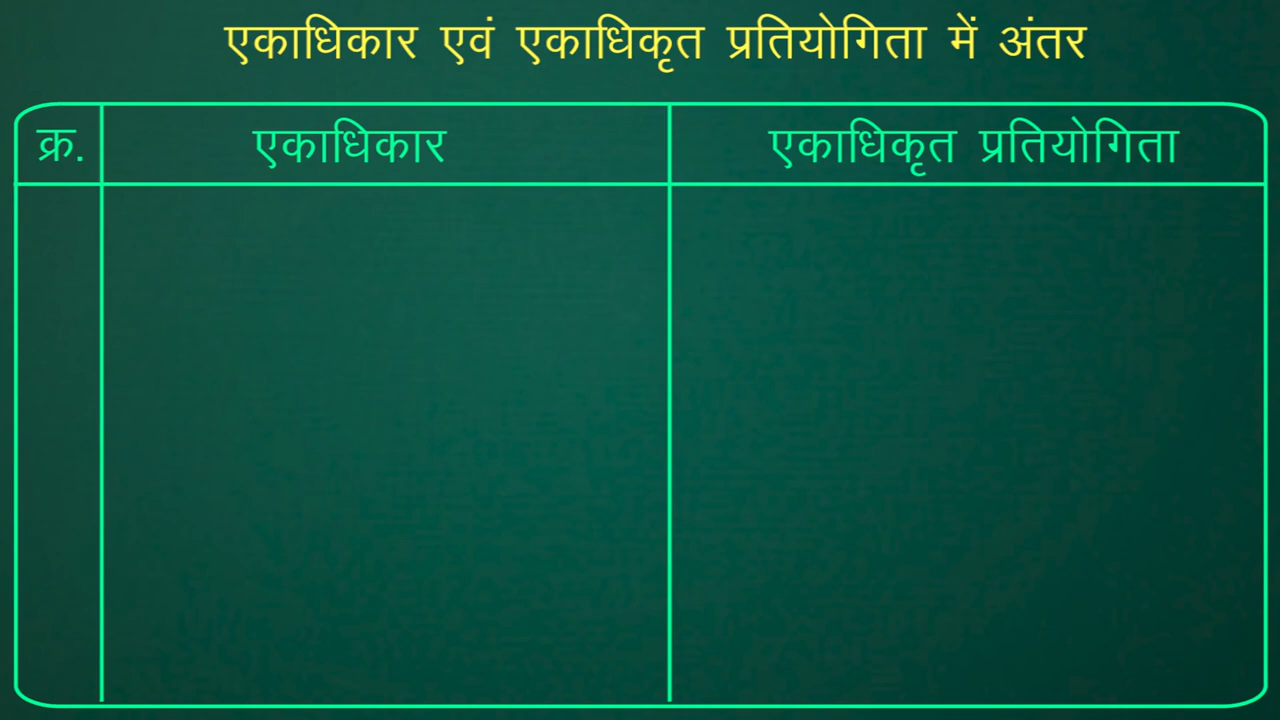 एकाधिकार एवं एकाधिकृत प्रतियोगिता में अंतर
क्र. एकाधिकार एकाधिकृत प्रतियोगिता